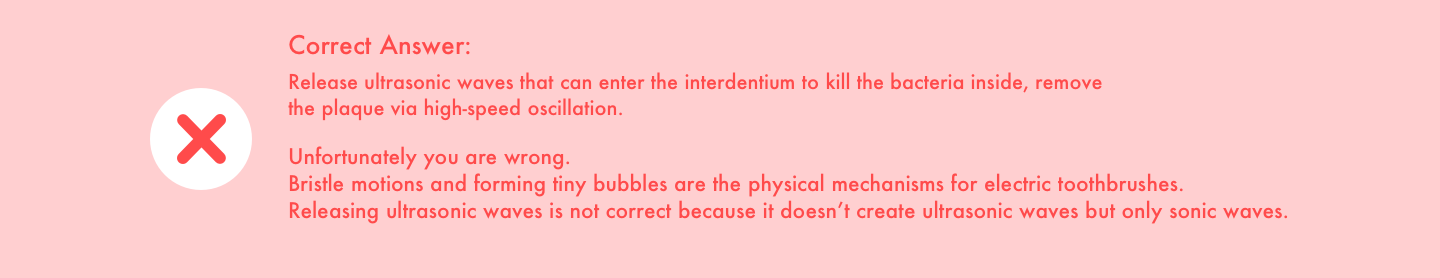 Correct Answer:
Release ultrasonic waves that can enter the interdentium to kill the bacteria inside, remove
the plaque via high-speed oscillation.
Unfortunately you are wrong.
Bristle motions and forming tiny bubbles are the physical mechanisms for electric toothbrushes.
Releasing ultrasonic waves is not correct because it doesn’t create ultrasonic waves but only sonic waves.